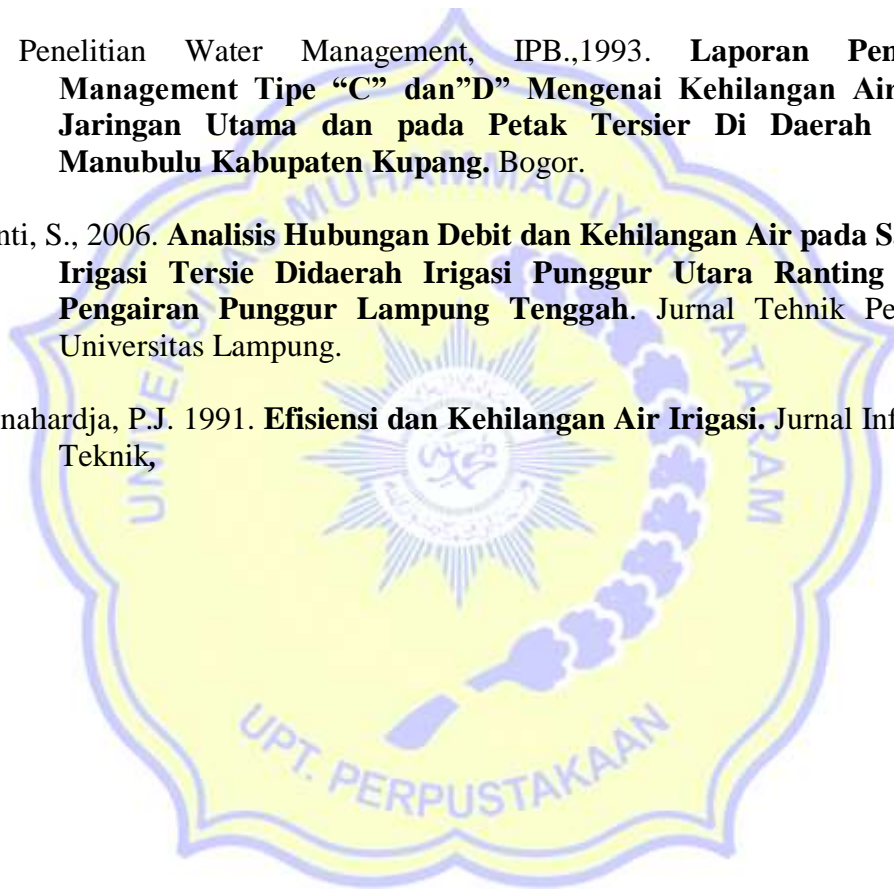 Penelitian Water Management, IPB.,1993. Laporan Pen
Management Tipe “C” dan”D” Mengenai Kehilangan Air
Jaringan Utama dan pada Petak Tersier Di Daerah
Manubulu Kabupaten Kupang. Bogor.
nti, S., 2006. Analisis Hubungan Debit dan Kehilangan Air pada S
Irigasi Tersie Didaerah Irigasi Punggur Utara Ranting
Pengairan Punggur Lampung Tenggah. Jurnal Tehnik Pe
Universitas Lampung.
nahardja, P.J. 1991. Efisiensi dan Kehilangan Air Irigasi. Jurnal Inf
Teknik,
UNIVERSITAS MUHAMMADIYAH MATARAM
UPT. PERPUSTAKAAN